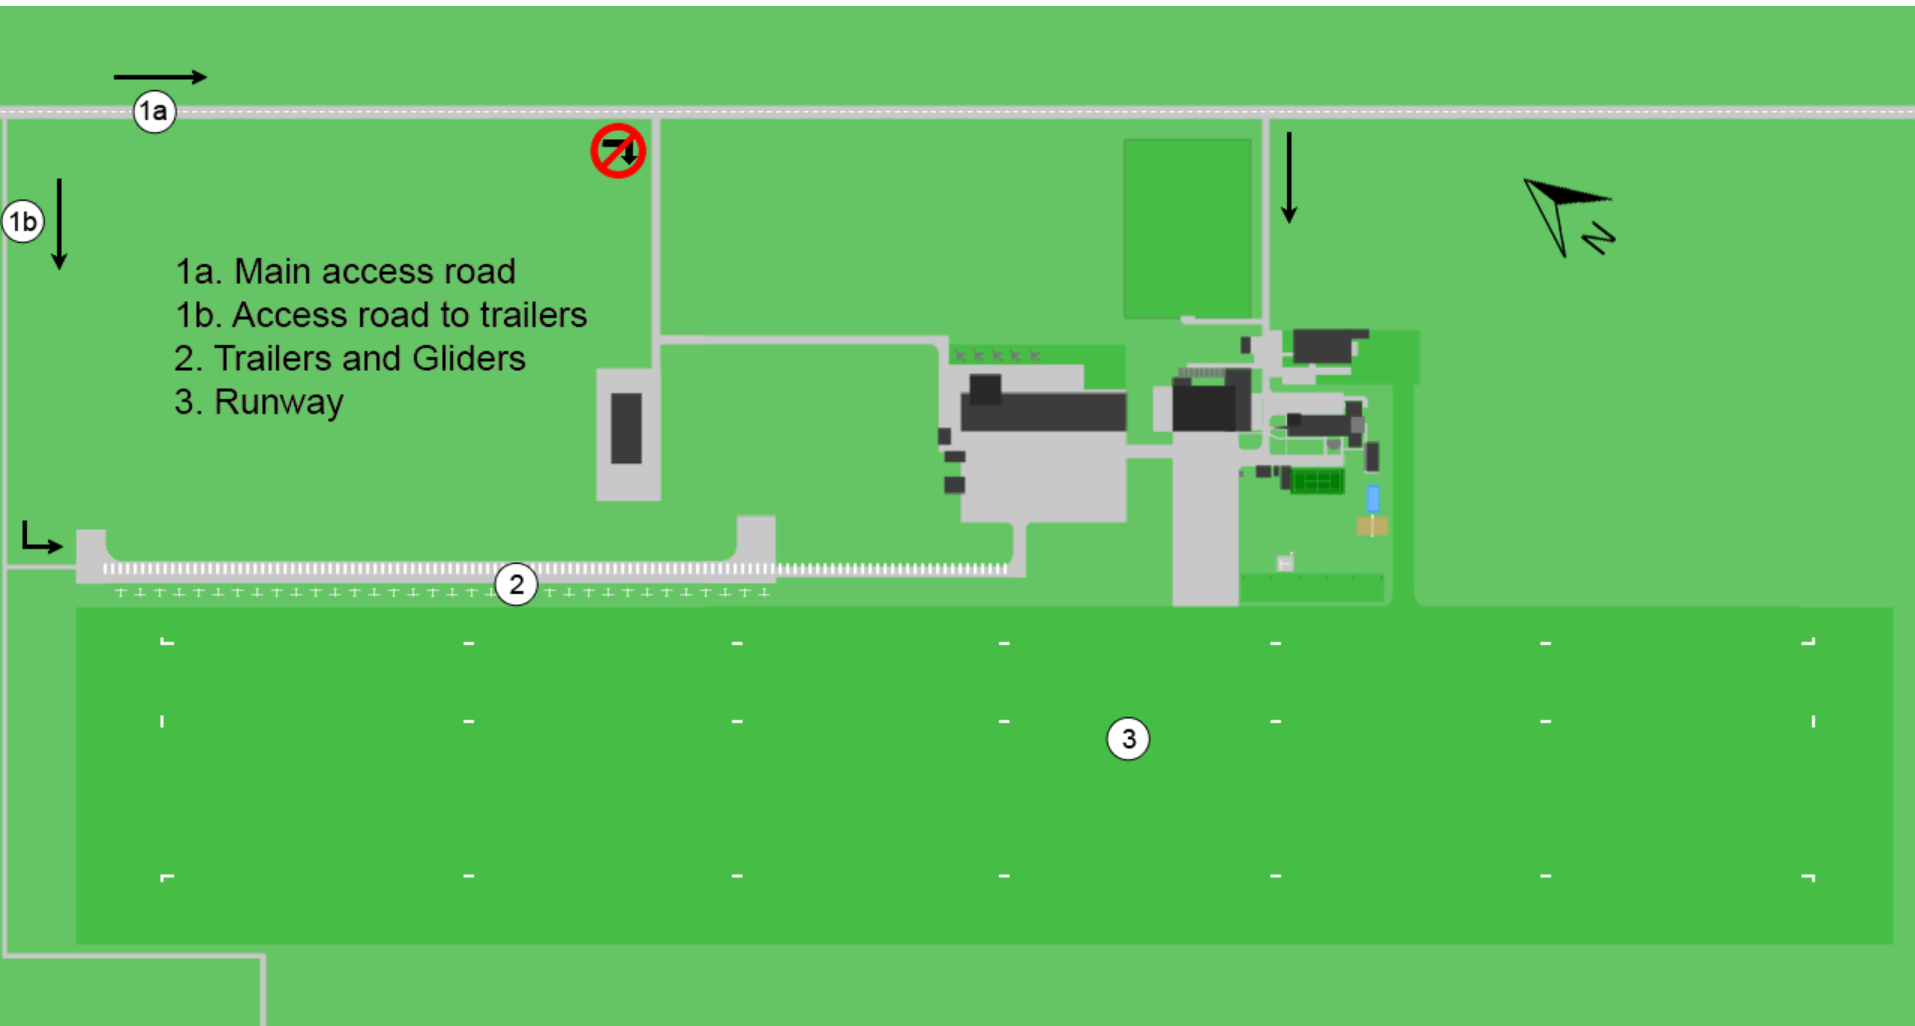 1a
1b
1a. Main access road
1b. Access road to trailers
2. Trailers and Gliders
3. Runway
N
2
3